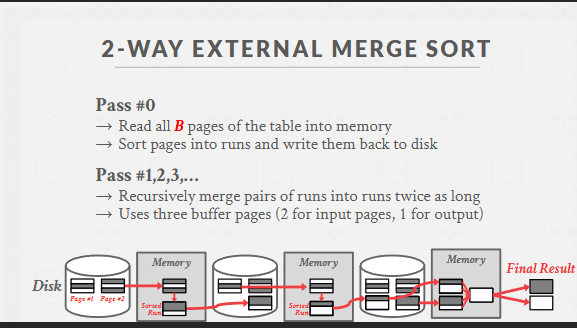 2-WAY EXTERNAL MERGE SORT
Pass #0
→ Read all B pages of the table into memory
→ Sort pages into runs and write them back to disk
Pass #1,2,3,...
→ Recursively merge pairs of runs into runs twice as long
→ Uses three buffer pages (2 for input pages, 1 for output)
Disk
Page #1 Page #2
Memory
Sorted
Run
Memory
Sorted
Run
Memory
Final Result